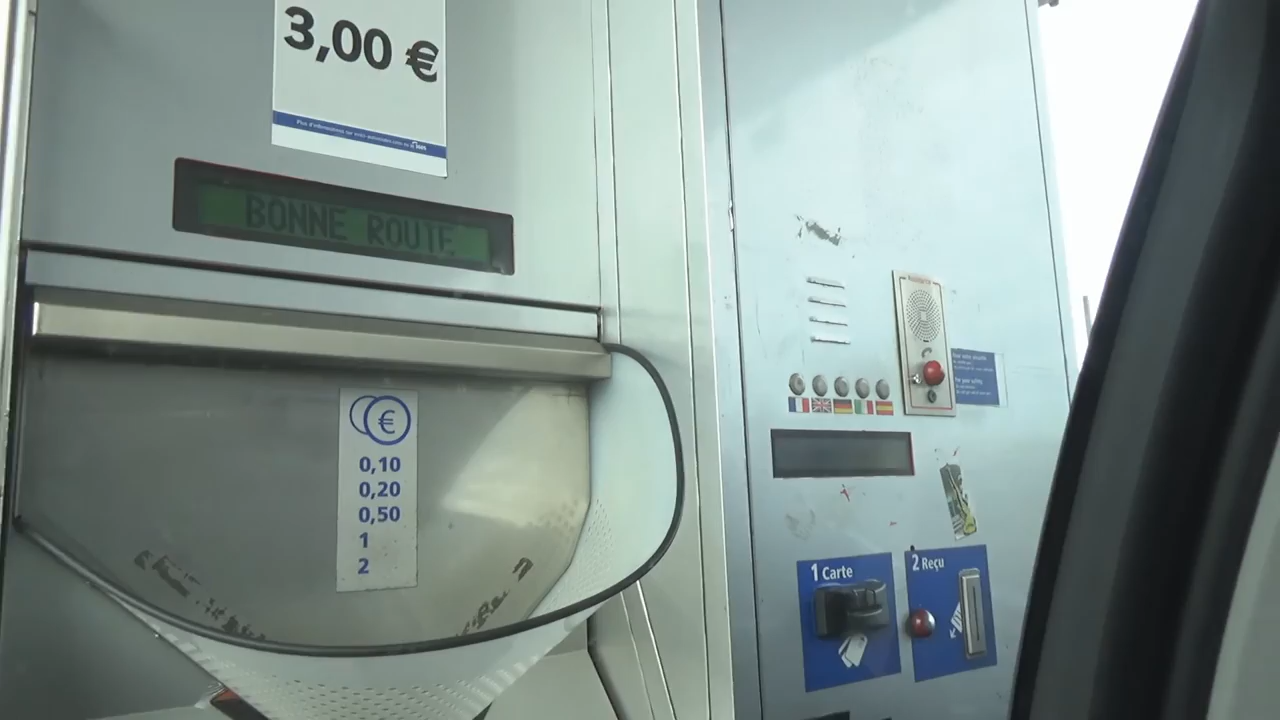 3,00 €
BONNE ROUTE
€
0,10
0,20
0,50
1
2
1 Carte
2 Reçu